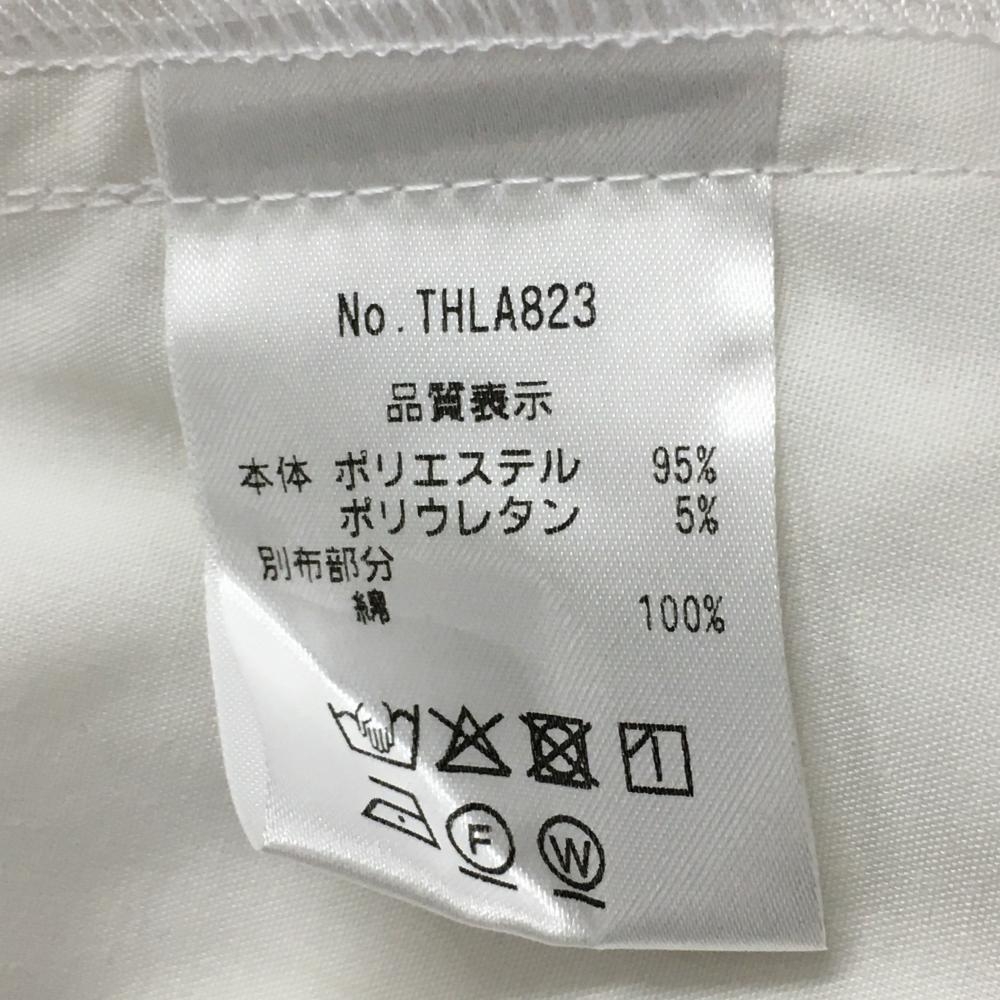 No.THLA823
品質表示
本体 ポリエステル 95%
ポリウレタン 5%
別布部分
綿 100%
F W